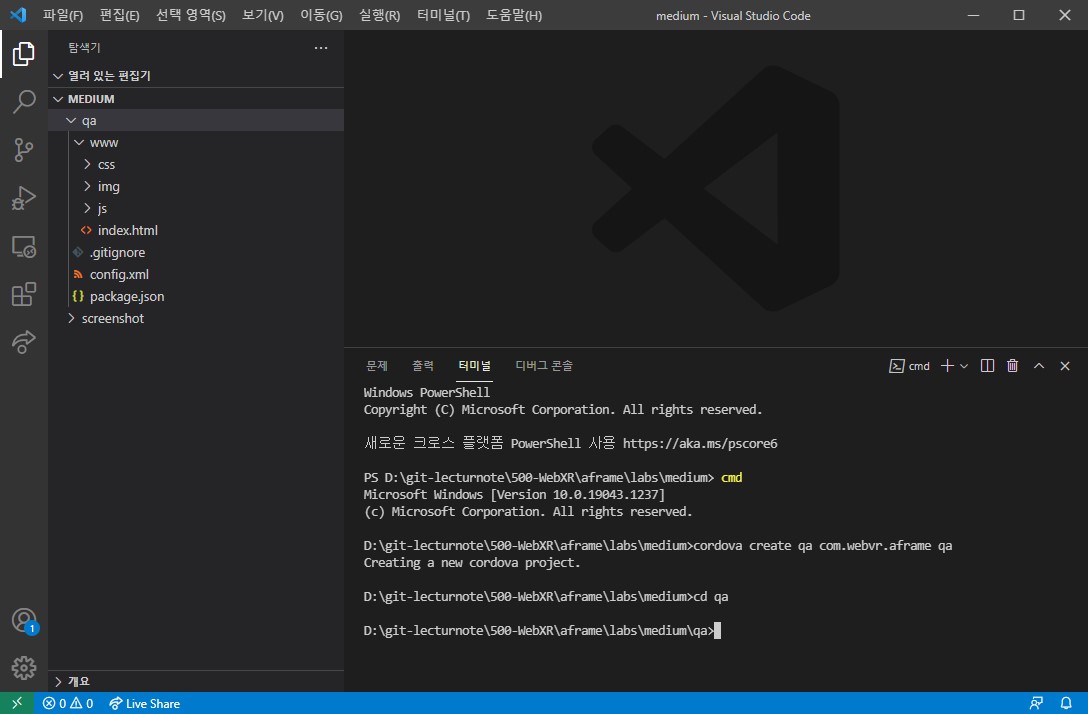 파일(F) 편집(E) 선택 영역(S) 보기(V) 이동(G) 실행(R) 터미널(T) 도움말(H) medium - Visual Studio Code
탐색기
열려 있는 편집기
MEDIUM
qa
www
css
img
js
index.html
.gitignore
config.xml
package.json
screenshot
개요
문제 출력 터미널 디버그 콘솔 cmd
Windows PowerShell
Copyright (C) Microsoft Corporation. All rights reserved.
새로운 크로스 플랫폼 PowerShell 사용 https://aka.ms/pscore6
PS D:\git-lecturnote\500-WebXR\aframe\labs\medium> cmd
Microsoft Windows [Version 10.0.19043.1237]
(c) Microsoft Corporation. All rights reserved.
D:\git-lecturnote\500-WebXR\aframe\labs\medium>cordova create qa com.webvr.aframe qa
Creating a new cordova project.
D:\git-lecturnote\500-WebXR\aframe\labs\medium>cd qa
D:\git-lecturnote\500-WebXR\aframe\labs\medium\qa>
1
0 0 Live Share